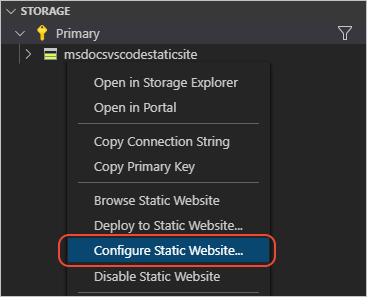 STORAGE
Primary
msdocsvscodestaticsite
Open in Storage Explorer
Open in Portal
Copy Connection String
Copy Primary Key
Browse Static Website
Deploy to Static Website...
Configure Static Website...
Disable Static Website